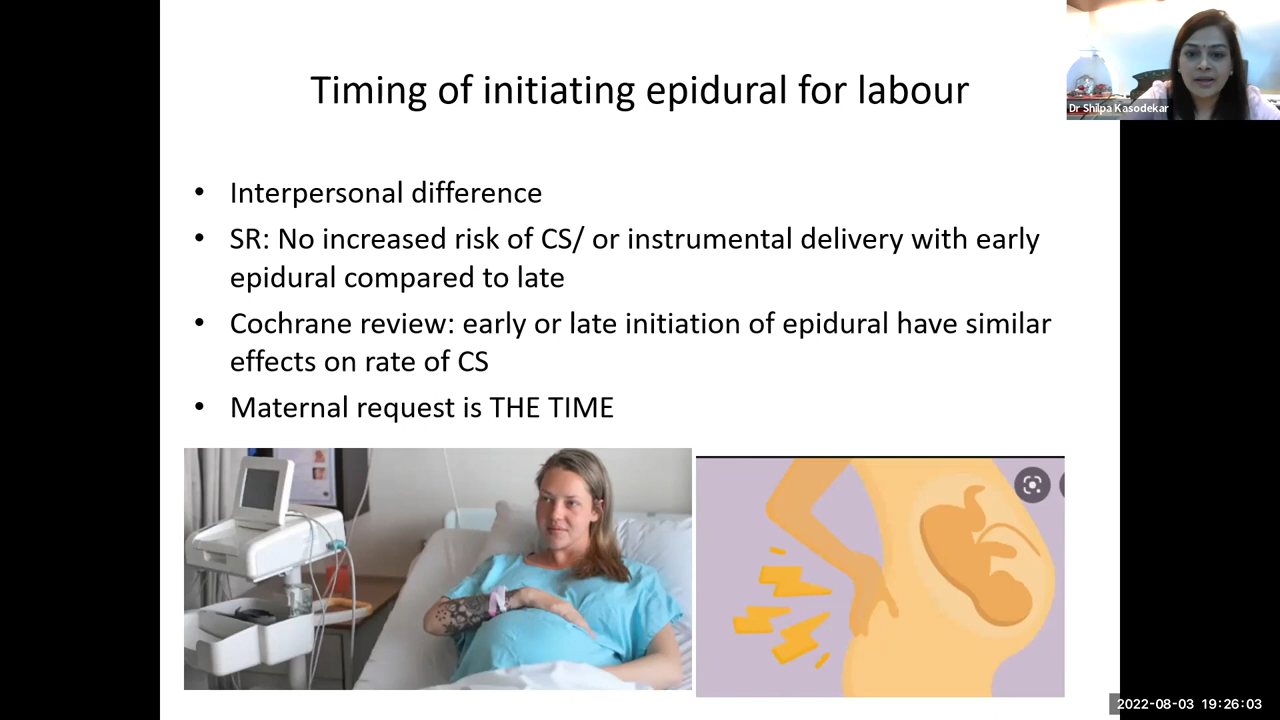 Timing of initiating epidural for labour
Dr Shilpa Kasodekar
• Interpersonal difference
• SR: No increased risk of CS/ or instrumental delivery with early
epidural compared to late
• Cochrane review: early or late initiation of epidural have similar
effects on rate of CS
• Maternal request is THE TIME
2022-08-03 19:26:03